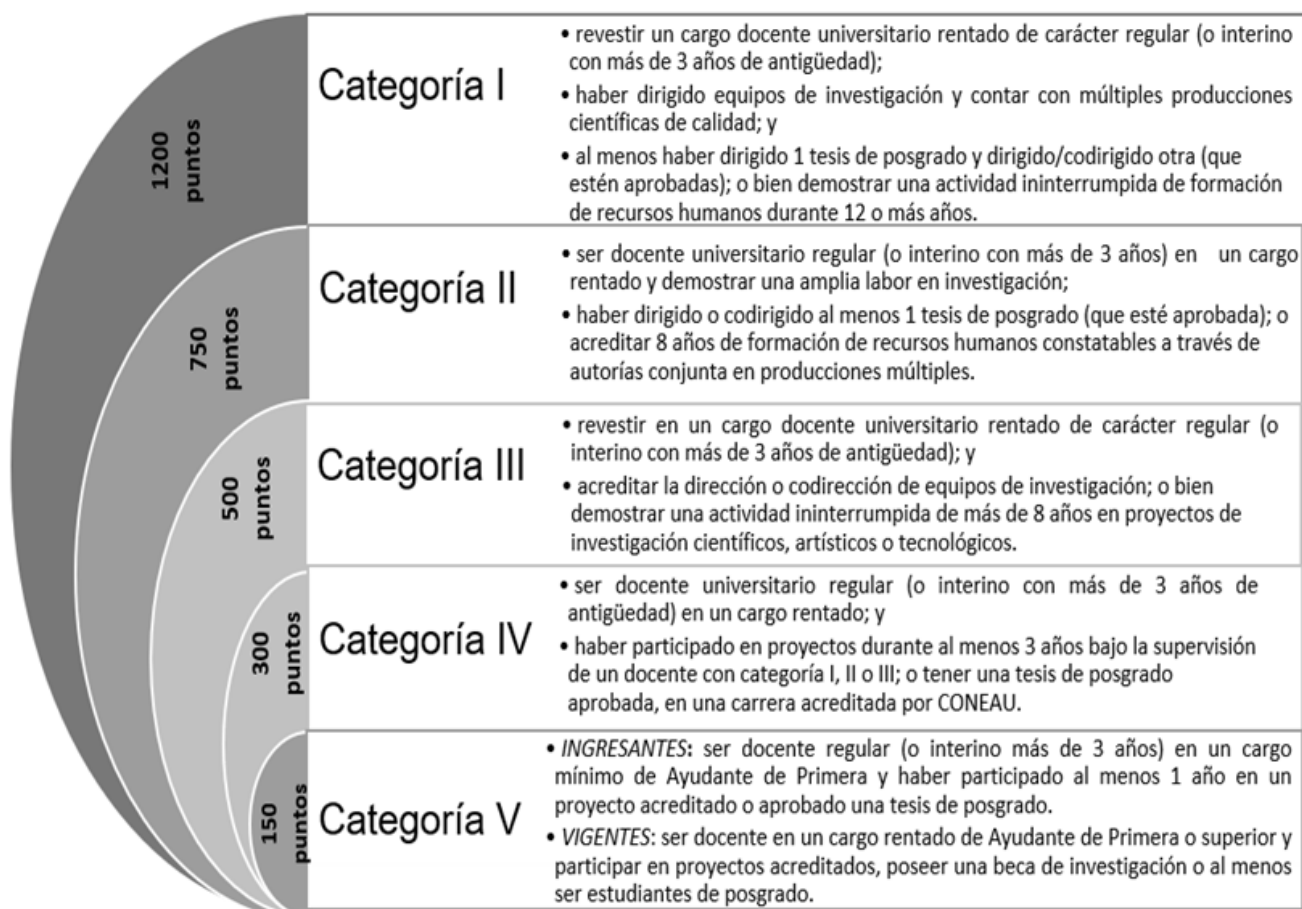 1200
puntos
Categoría I
• revestir un cargo docente universitario rentado de carácter regular (o interino
con más de 3 años de antigüedad);
• haber dirigido equipos de investigación y contar con múltiples producciones
científicas de calidad; y
• al menos haber dirigido 1 tesis de posgrado y dirigido/codirigido otra (que
estén aprobadas); o bien demostrar una actividad ininterrumpida de formación
de recursos humanos durante 12 o más años.
750
puntos
Categoría II
• ser docente universitario regular (o interino con más de 3 años) en un cargo
rentado y demostrar una amplia labor en investigación;
• haber dirigido o codirigido al menos 1 tesis de posgrado (que esté aprobada); o
acreditar 8 años de formación de recursos humanos constatables a través de
autorías conjunta en producciones múltiples.
500
puntos
Categoría III
• revestir en un cargo docente universitario rentado de carácter regular (o
interino con más de 3 años de antigüedad); y
• acreditar la dirección o codirección de equipos de investigación; o bien
demostrar una actividad ininterrumpida de más de 8 años en proyectos de
investigación científicos, artísticos o tecnológicos.
300
puntos
Categoría IV
• ser docente universitario regular (o interino con más de 3 años de
antigüedad) en un cargo rentado; y
• haber participado en proyectos durante al menos 3 años bajo la supervisión
de un docente con categoría I, II o III; o tener una tesis de posgrado
aprobada, en una carrera acreditada por CONEAU.
150
puntos
Categoría V
• INGRESANTES: ser docente regular (o interino más de 3 años) en un cargo
mínimo de Ayudante de Primera y haber participado al menos 1 año en un
proyecto acreditado o aprobado una tesis de posgrado.
• VIGENTES: ser docente en un cargo rentado de Ayudante de Primera o superior y
participar en proyectos acreditados, poseer una beca de investigación o al menos
ser estudiantes de posgrado.